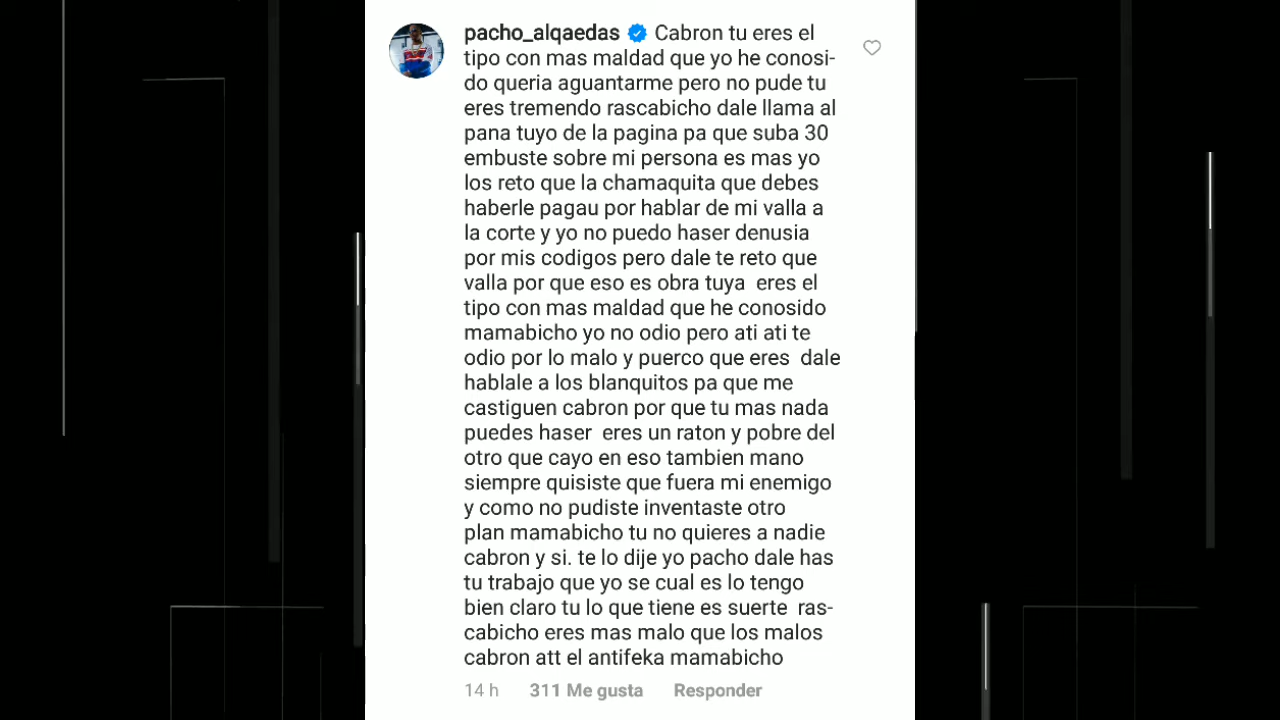 pacho_alqaedas Cabron tu eres el
tipo con mas maldad que yo he conosi-
do queria aguantarme pero no pude tu
eres tremendo rascabicho dale llama al
pana tuyo de la pagina pa que suba 30
embuste sobre mi persona es mas yo
los reto que la chamaquita que debes
haberle pagau por hablar de mi valla a
la corte y yo no puedo haser denusia
por mis codigos pero dale te reto que
valla por que eso es obra tuya  eres el
tipo con mas maldad que he conosido
mamabicho yo no odio pero ati ati te
odio por lo malo y puerco que eres  dale
hablale a los blanquitos pa que me
castiguen cabron por que tu mas nada
puedes haser  eres un raton y pobre del
otro que cayo en eso tambien mano
siempre quisiste que fuera mi enemigo
y como no pudiste inventaste otro
plan mamabicho tu no quieres a nadie
cabron y si. te lo dije yo pacho dale has
tu trabajo que yo se cual es lo tengo
bien claro tu lo que tiene es suerte  ras-
cabicho eres mas malo que los malos
cabron att el antifeka mamabicho
14 h 311 Me gusta Responder